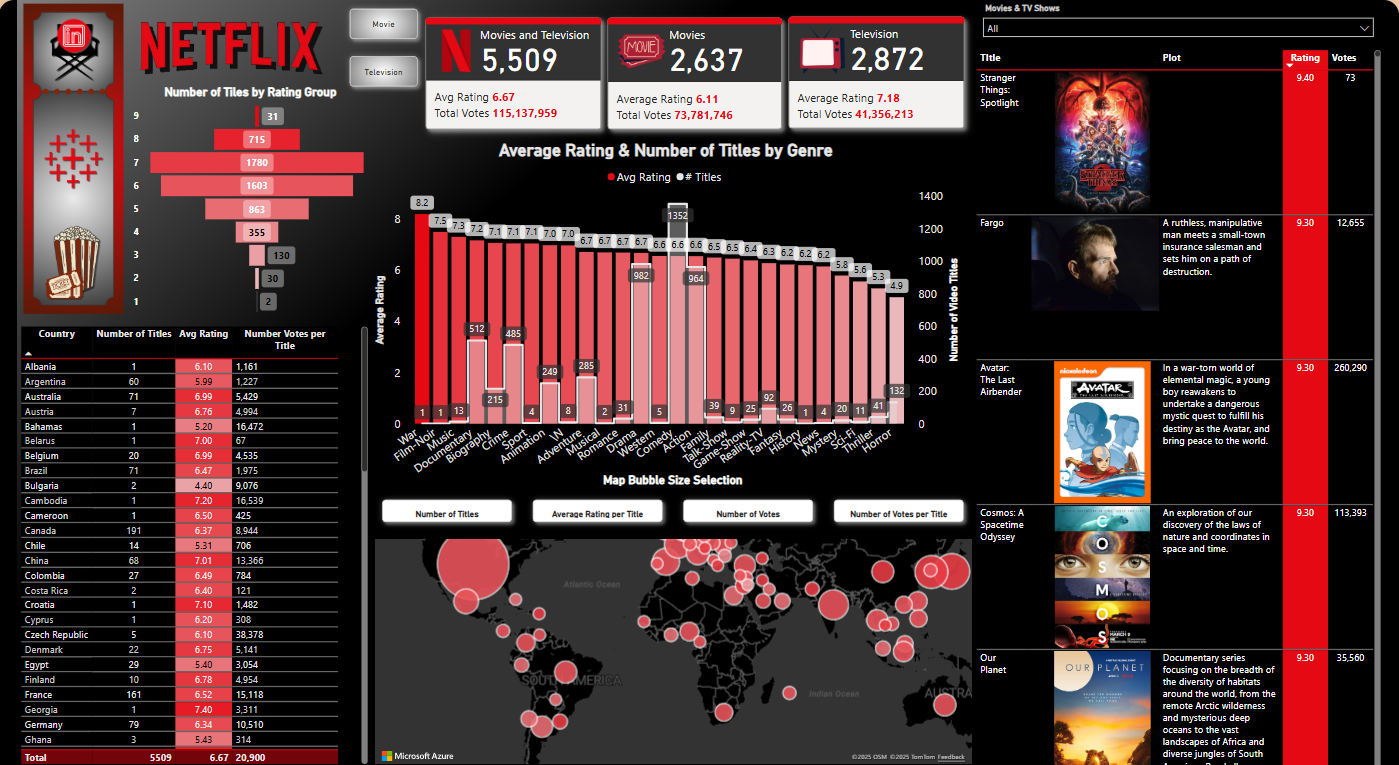 in
NETFLIX
Number of Tiles by Rating Group
9 31
8 715
7 1780
6 1603
5 863
4 355
3 130
2 30
1 2
Movie
Television
Movies and Television
5,509
Avg Rating 6.67
Total Votes 115,137,959
MOVIE
Movies
2,637
Average Rating 6.11
Total Votes 73,781,746
Television
2,872
Average Rating 7.18
Total Votes 41,356,213
Country Number of Titles Avg Rating Number Votes per Title
Albania 1 6.10 1,161
Argentina 60 5.99 1,227
Australia 71 6.99 5,429
Austria 7 6.76 4,994
Bahamas 1 5.20 16,472
Belarus 1 7.00 67
Belgium 20 6.99 4,535
Brazil 71 6.47 1,975
Bulgaria 2 4.40 9,076
Cambodia 1 7.20 16,539
Cameroon 1 6.50 425
Canada 191 6.37 8,944
Chile 14 5.31 706
China 68 7.01 13,366
Colombia 27 6.49 784
Costa Rica 2 6.40 121
Croatia 1 7.10 1,482
Cyprus 1 6.20 308
Czech Republic 5 6.10 38,378
Denmark 22 6.75 5,141
Egypt 29 5.40 3,054
Finland 10 6.78 4,954
France 161 6.52 15,118
Georgia 1 7.40 3,311
Germany 79 6.34 10,510
Ghana 3 5.43 314
Total 5509 6.67 20,900
Average Rating & Number of Titles by Genre
Avg Rating # Titles
Average Rating
8
6
4
2
0
Number of Video Titles
1400
1200
1000
800
600
400
200
0
8.2 7.5 7.3 7.2 7.1 7.1 7.1 7.0 7.0 6.7 6.7 6.7 6.7 6.6 6.6 6.6 6.5 6.5 6.4 6.3 6.2 6.2 6.2 5.8 5.6 5.3 4.9
1 1 13 512 215 485 4 249 8 285 2 31 982 5 1352 964 39 9 25 92 26 1 4 20 11 41 132
War
Film-Noir
Music
Documentary
Biography
Crime
Sport
Animation
\N
Adventure
Musical
Romance
Drama
Western
Comedy
Action
Family
Talk-Show
Game-Show
Reality-TV
Fantasy
History
News
Mystery
Sci-Fi
Thriller
Horror
Map Bubble Size Selection
Number of Titles
Average Rating per Title
Number of Votes
Number of Votes per Title
Atlantic Ocean
AFRICA
SOUTH AMERICA
Indian Ocean
AUSTRA
Microsoft Azure
©2025 OSM ©2025 TomTom Feedback
Movies & TV Shows
All
Title Plot Rating Votes
Stranger
Things:
Spotlight
9.40 73
STRANGER
THINGS
Fargo
A ruthless, manipulative
man meets a small-town
insurance salesman and
sets him on a path of
destruction.
9.30 12,655
Avatar:
The Last
Airbender
nickelodeon
AVATAR
In a war-torn world of
elemental magic, a young
boy reawakens to
undertake a dangerous
mystic quest to fulfill his
destiny as the Avatar, and
bring peace to the world.
9.30 260,290
Cosmos: A
Spacetime
Odyssey
C
O
S
M
O
S
MARCH 9
An exploration of our
discovery of the laws of
nature and coordinates in
space and time.
9.30 113,393
Our
Planet
OUR PLANET
Documentary series
focusing on the breadth of
the diversity of habitats
around the world, from the
remote Arctic wilderness
and mysterious deep
oceans to the vast
landscapes of Africa and
diverse jungles of South
9.30 35,560